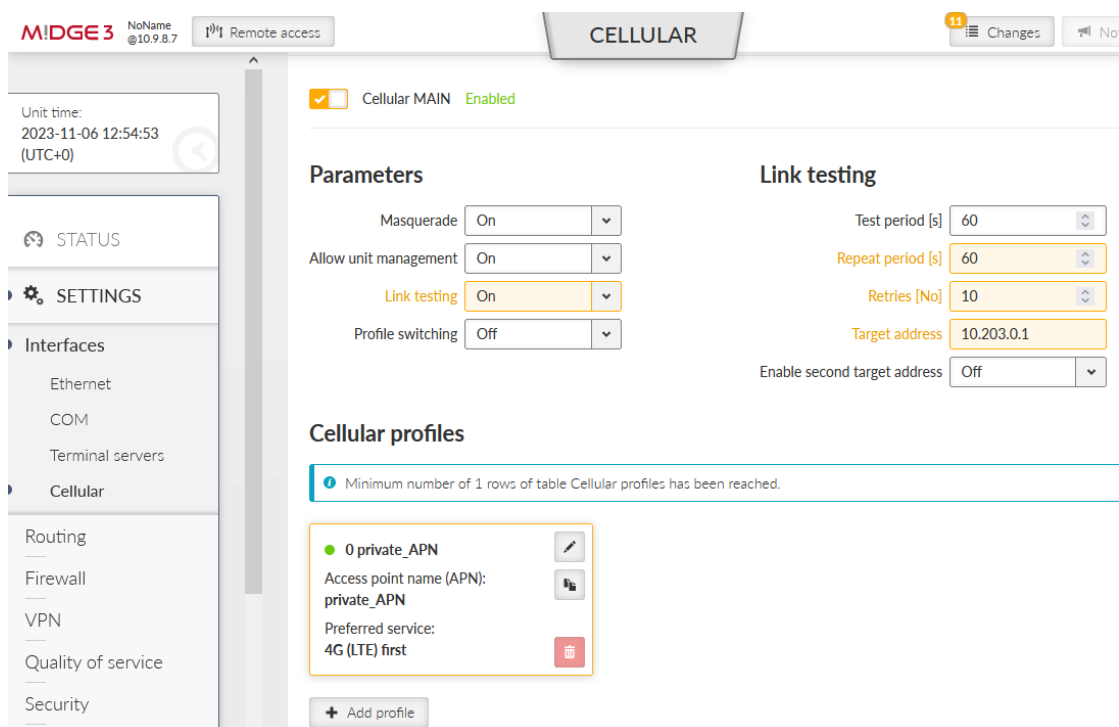 M!DGE3
NoName
@10.9.8.7
Remote access
CELLULAR
11
Changes
No
Unit time:
2023-11-06 12:54:53
(UTC+0)
STATUS
SETTINGS
Interfaces
Ethernet
COM
Terminal servers
Cellular
Routing
Firewall
VPN
Quality of service
Security
Cellular MAIN Enabled
Parameters
Masquerade On
Allow unit management On
Link testing On
Profile switching Off
Link testing
Test period [s] 60
Repeat period [s] 60
Retries [No] 10
Target address 10.203.0.1
Enable second target address Off
Cellular profiles
Minimum number of 1 rows of table Cellular profiles has been reached.
0 private_APN
Access point name (APN):
private_APN
Preferred service:
4G (LTE) first
Add profile